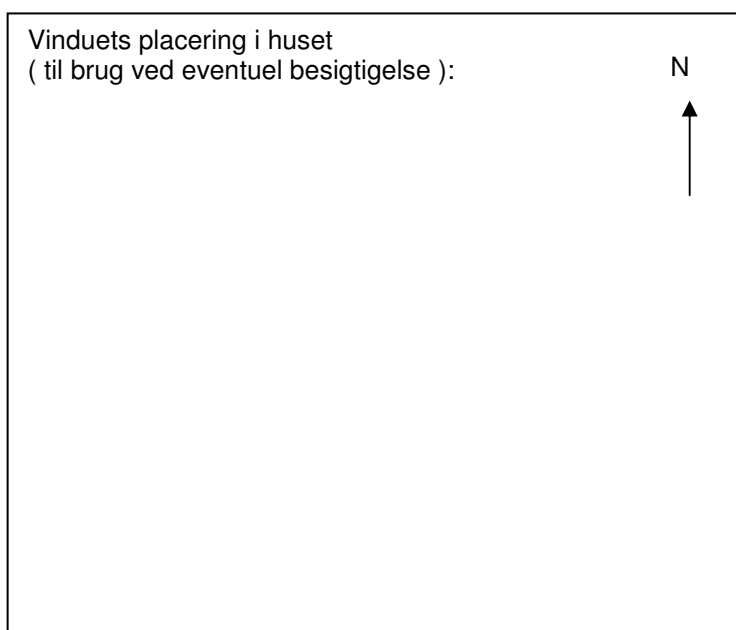 Vinduets placering i huset
( til brug ved eventuel besigtigelse ):
N